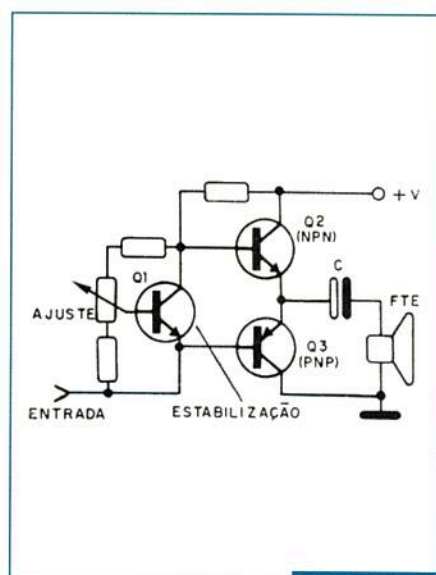 +V
Q2
(NPN)
Q1
C
FTE
AJUSTE
Q3
(PNP)
ENTRADA
ESTABILIZAÇÃO